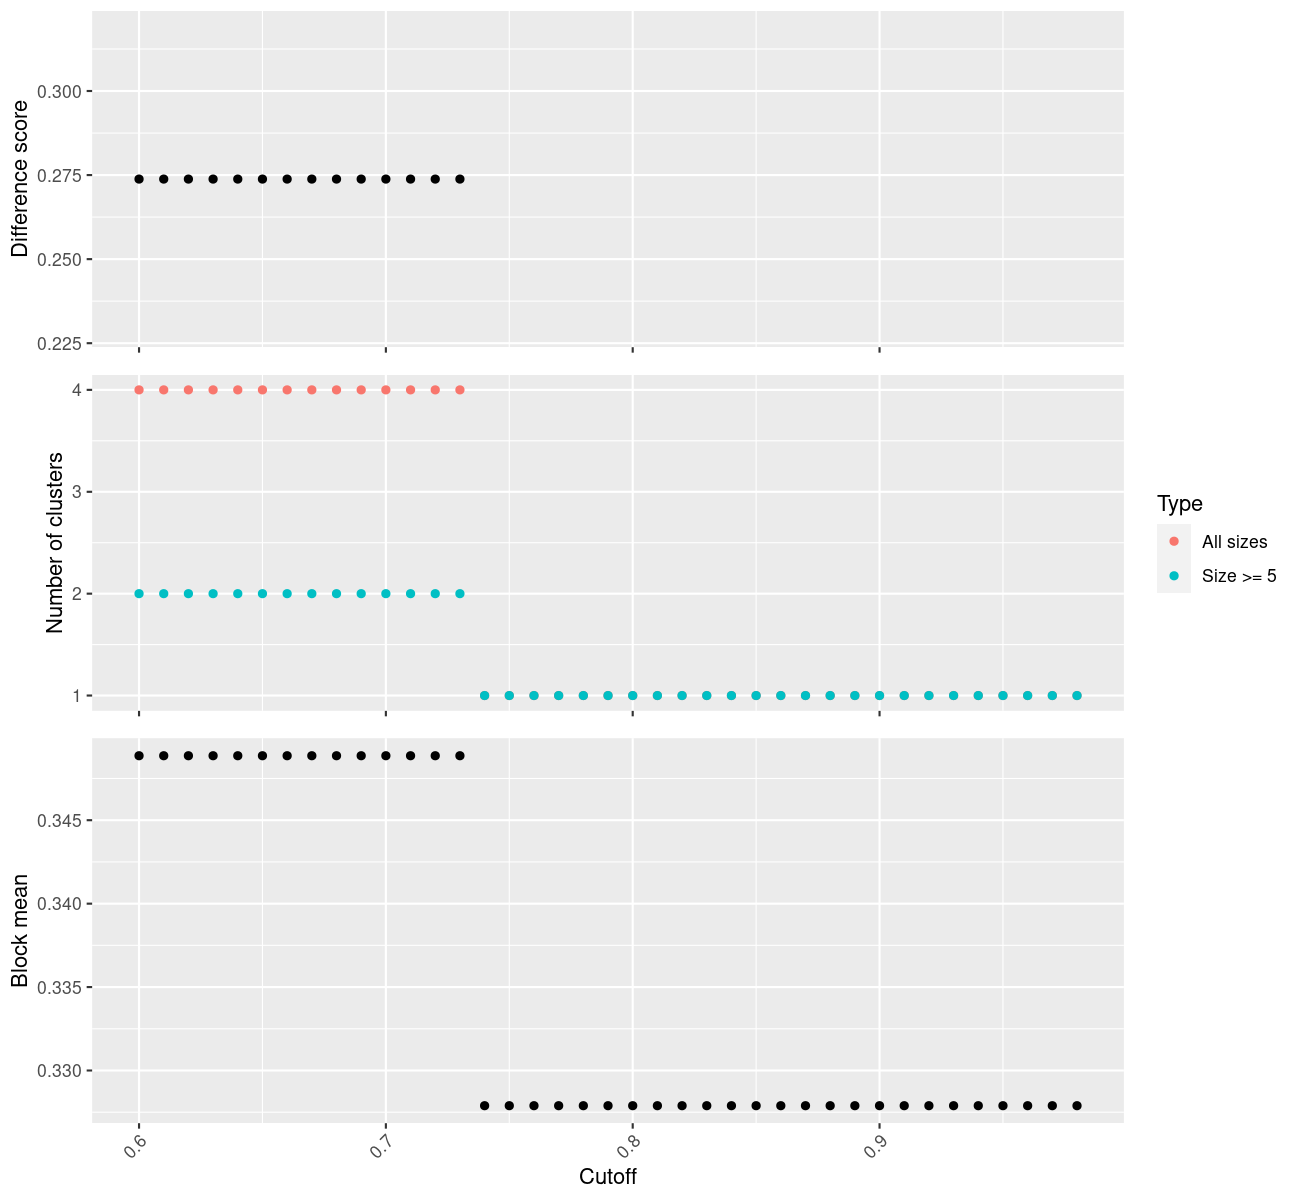 Difference score
0.300
0.275
0.250
0.225
Number of clusters
4
3
2
1
Type
All sizes
Size >= 5
Block mean
0.345
0.340
0.335
0.330
0.6
0.7
0.8
0.9
Cutoff